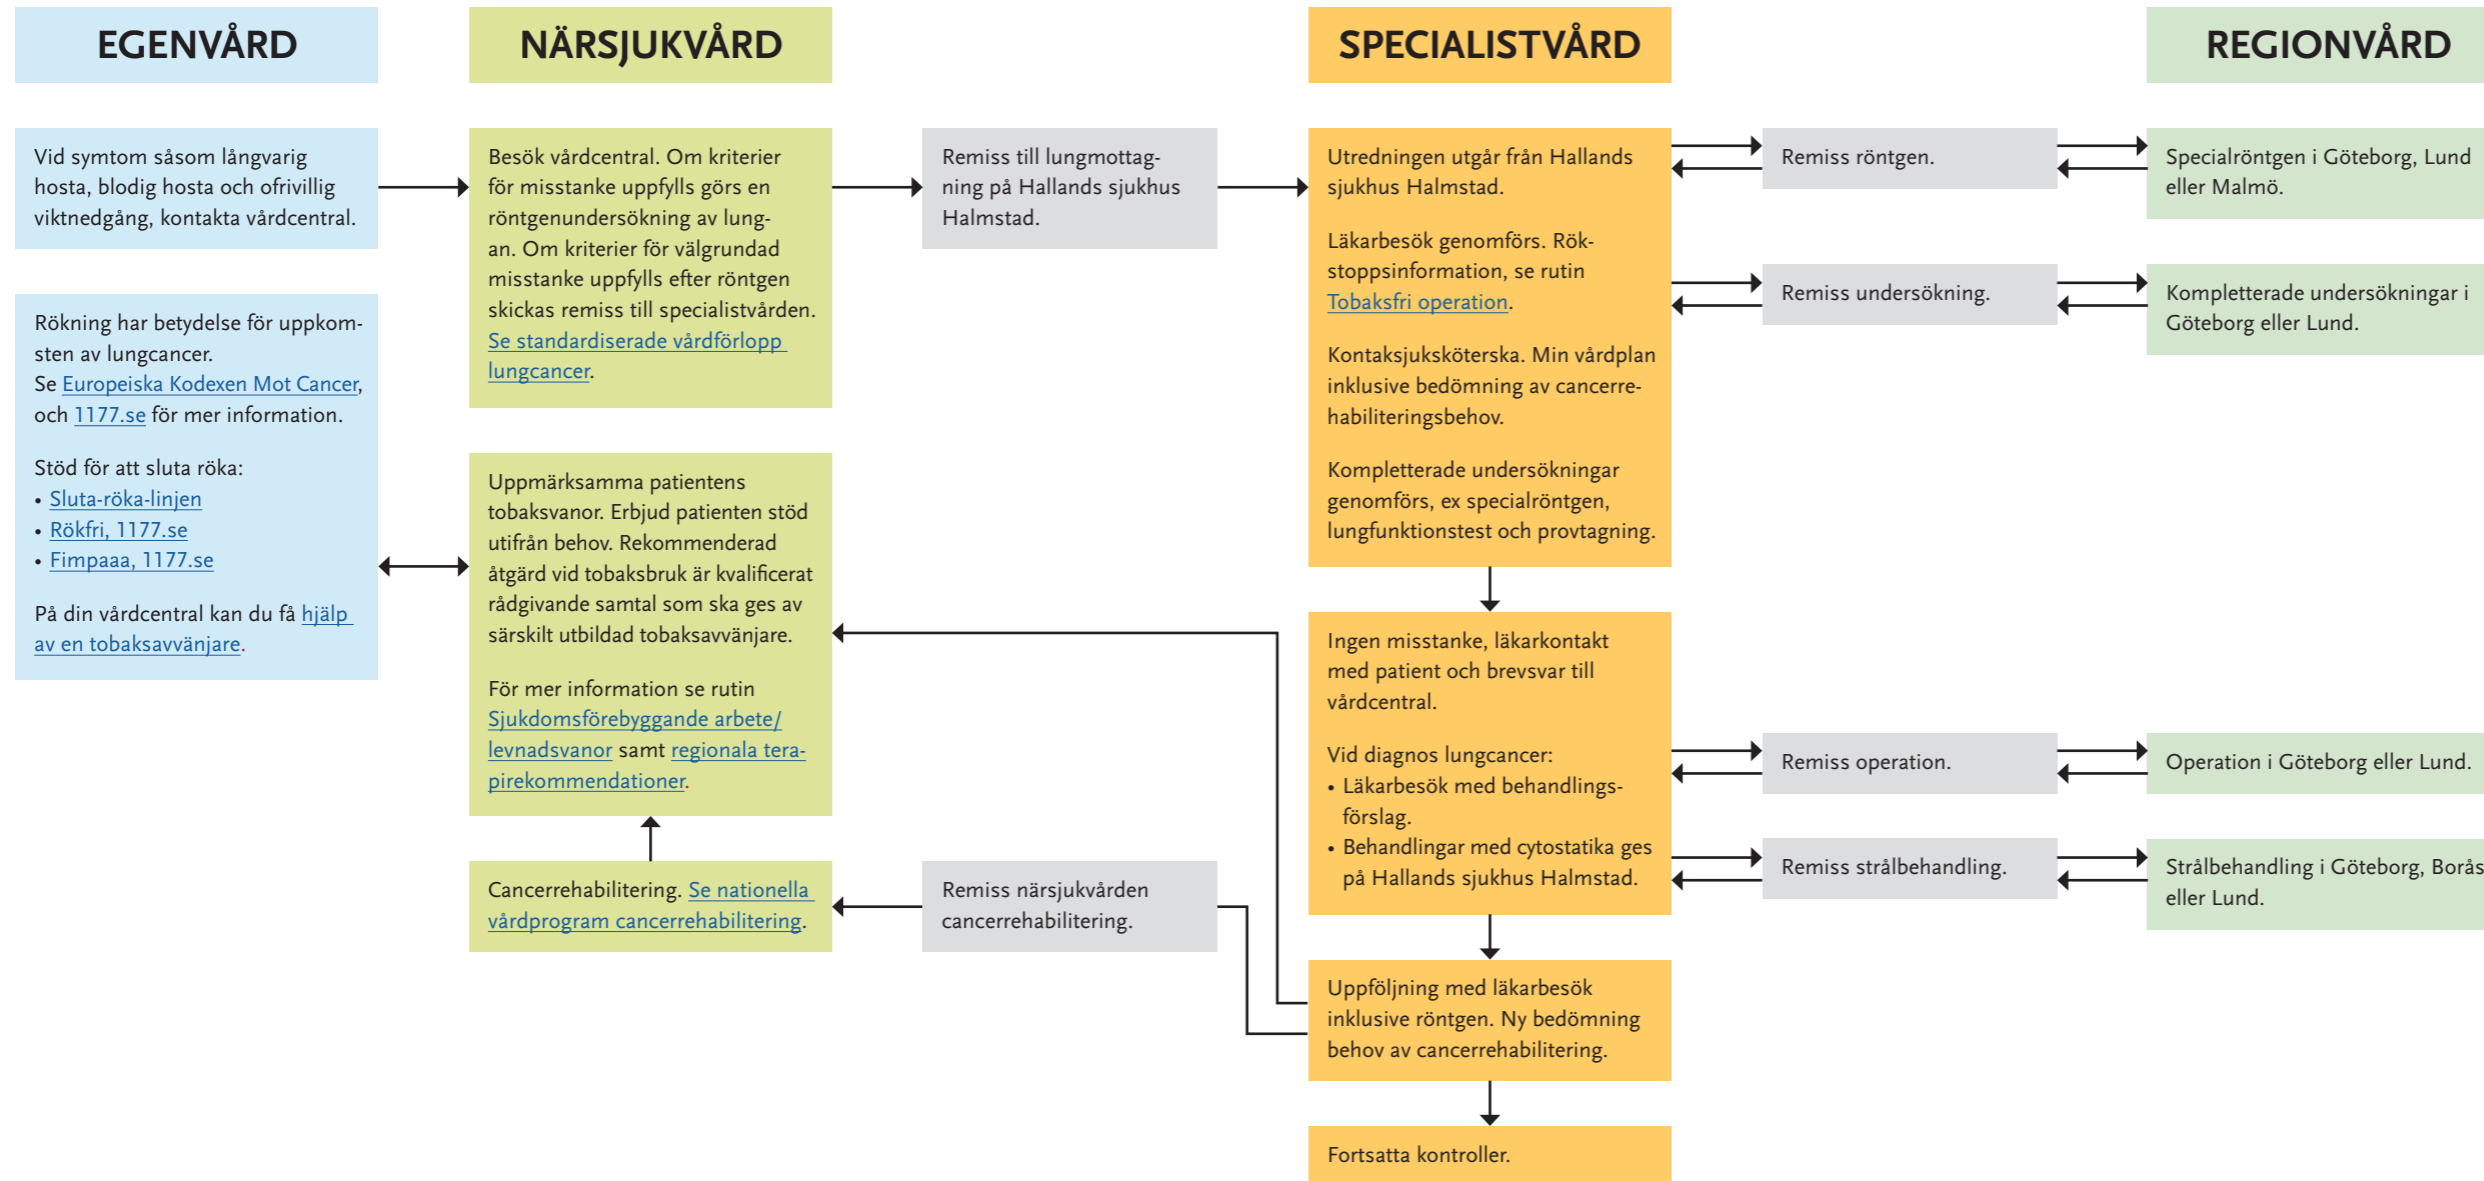 EGENVÅRD
NÄRSJUKVÅRD
SPECIALISTVÅRD
REGIONVÅRD
Vid symtom såsom långvarig
hosta, blodig hosta och ofrivillig
viktnedgång, kontakta vårdcentral.
Rökning har betydelse för uppkom-
sten av lungcancer.
Se Europeiska Kodexen Mot Cancer,
och 1177.se för mer information.
Stöd för att sluta röka:
• Sluta-röka-linjen
• Rökfri, 1177.se
• Fimpaaa, 1177.se
På din vårdcentral kan du få hjälp
av en tobaksavvänjare.
Besök vårdcentral. Om kriterier
för misstanke uppfylls görs en
röntgenundersökning av lung-
an. Om kriterier för välgrundad
misstanke uppfylls efter röntgen
skickas remiss till specialistvården.
Se standardiserade vårdförlopp
lungcancer.
Uppmärksamma patientens
tobaksvanor. Erbjud patienten stöd
utifrån behov. Rekommenderad
åtgärd vid tobaksbruk är kvalificerat
rådgivande samtal som ska ges av
särskilt utbildad tobaksavvänjare.
För mer information se rutin
Sjukdomsförebyggande arbete/
levnadsvanor samt regionala tera-
pirekommendationer.
Cancerrehabilitering. Se nationella
vårdprogram cancerrehabilitering.
Remiss till lungmottag-
ning på Hallands sjukhus
Halmstad.
Remiss närsjukvården
cancerrehabilitering.
Utredningen utgår från Hallands
sjukhus Halmstad.
Läkarbesök genomförs. Rök-
stoppsinformation, se rutin
Tobaksfri operation.
Kontaksjuksköterska. Min vårdplan
inklusive bedömning av cancerre-
habiliteringsbehov.
Kompletterade undersökningar
genomförs, ex specialröntgen,
lungfunktionstest och provtagning.
Ingen misstanke, läkarkontakt
med patient och brevsvar till
vårdcentral.
Vid diagnos lungcancer:
• Läkarbesök med behandlings-
förslag.
• Behandlingar med cytostatika ges
på Hallands sjukhus Halmstad.
Uppföljning med läkarbesök
inklusive röntgen. Ny bedömning
behov av cancerrehabilitering.
Fortsatta kontroller.
Remiss röntgen.
Remiss undersökning.
Remiss operation.
Remiss strålbehandling.
Specialröntgen i Göteborg, Lund
eller Malmö.
Kompletterade undersökningar i
Göteborg eller Lund.
Operation i Göteborg eller Lund.
Strålbehandling i Göteborg, Borås
eller Lund.